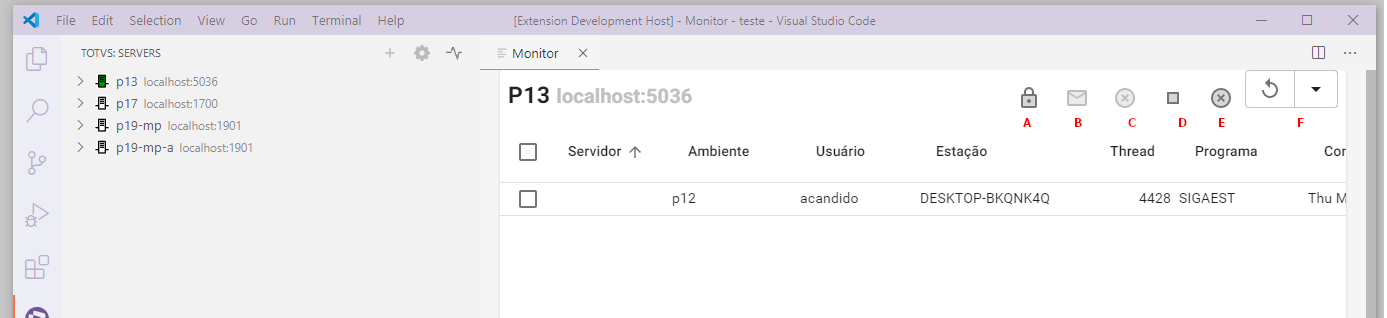 File Edit Selection View Go Run Terminal Help [Extension Development Host] - Monitor - teste - Visual Studio Code
TOTVS: SERVERS
p13 localhost:5036
p17 localhost:1700
p19-mp localhost:1901
p19-mp-a localhost:1901
Monitor
P13 localhost:5036
A B C D E F
Servidor Ambiente Usuário Estação Thread Programa Cor
p12 acandido DESKTOP-BKQNK4Q 4428 SIGAEST Thu M